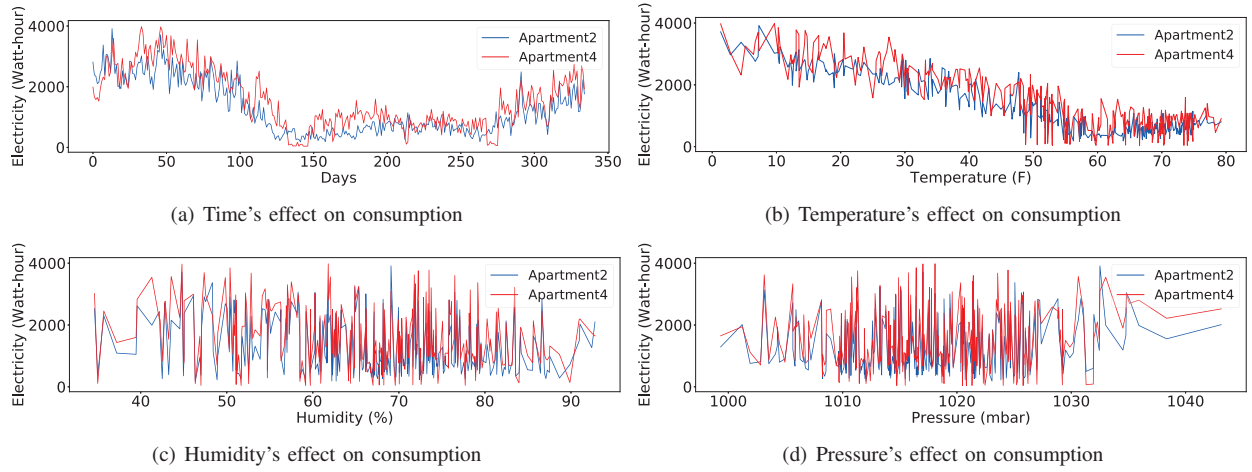 4000
2000
0
Electricity (Watt-hour)
Apartment2
Apartment4
0 50 100 150 200 250 300 350
Days
(a) Time's effect on consumption
4000
2000
0
Electricity (Watt-hour)
Apartment2
Apartment4
0 10 20 30 40 50 60 70 80
Temperature (F)
(b) Temperature's effect on consumption
4000
2000
0
Electricity (Watt-hour)
Apartment2
Apartment4
40 50 60 70 80 90
Humidity (%)
(c) Humidity's effect on consumption
4000
2000
0
Electricity (Watt-hour)
Apartment2
Apartment4
1000 1010 1020 1030 1040
Pressure (mbar)
(d) Pressure's effect on consumption